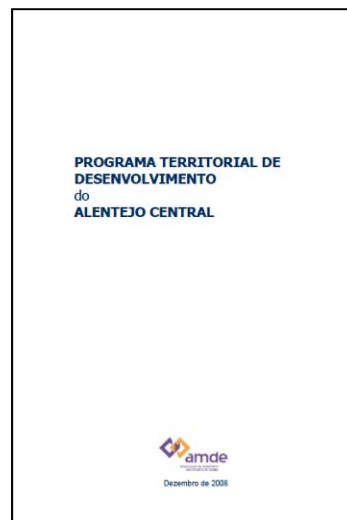 PROGRAMA TERRITORIAL DE
DESENVOLVIMENTO
do
ALENTEJO CENTRAL
amde
Dezembro de 2008